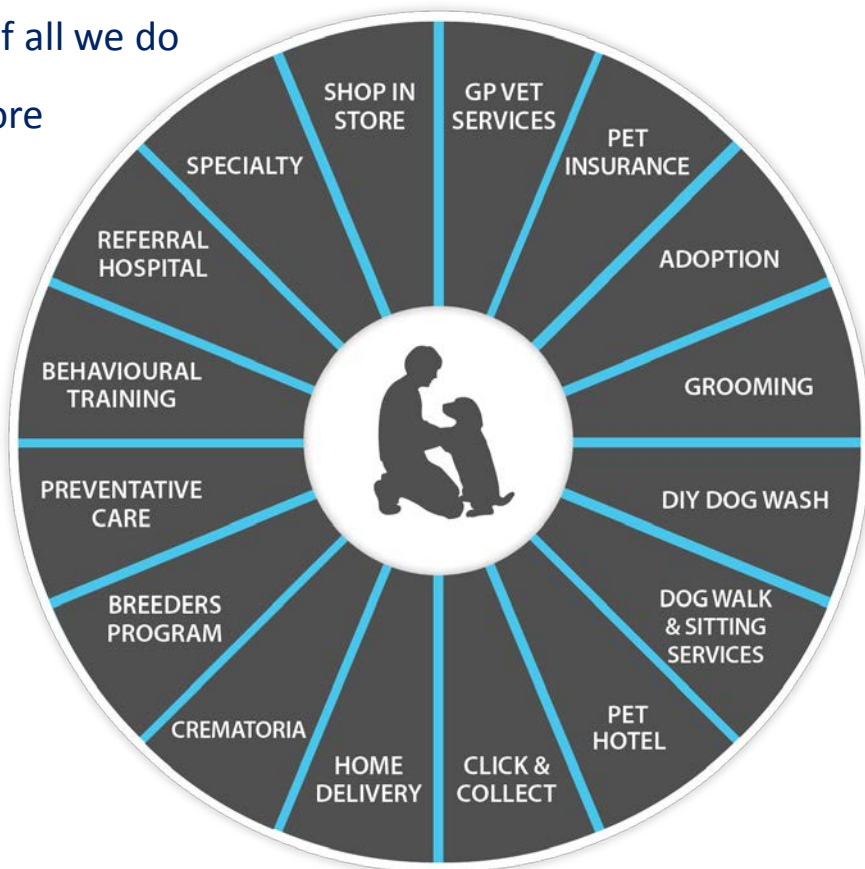 f all we do
ore
SHOP IN
STORE
GP VET
SERVICES
PET
INSURANCE
ADOPTION
GROOMING
DIY DOG WASH
DOG WALK
& SITTING
SERVICES
PET
HOTEL
CLICK &
COLLECT
HOME
DELIVERY
CREMATORIA
BREEDERS
PROGRAM
PREVENTATIVE
CARE
BEHAVIOURAL
TRAINING
REFERRAL
HOSPITAL
SPECIALTY